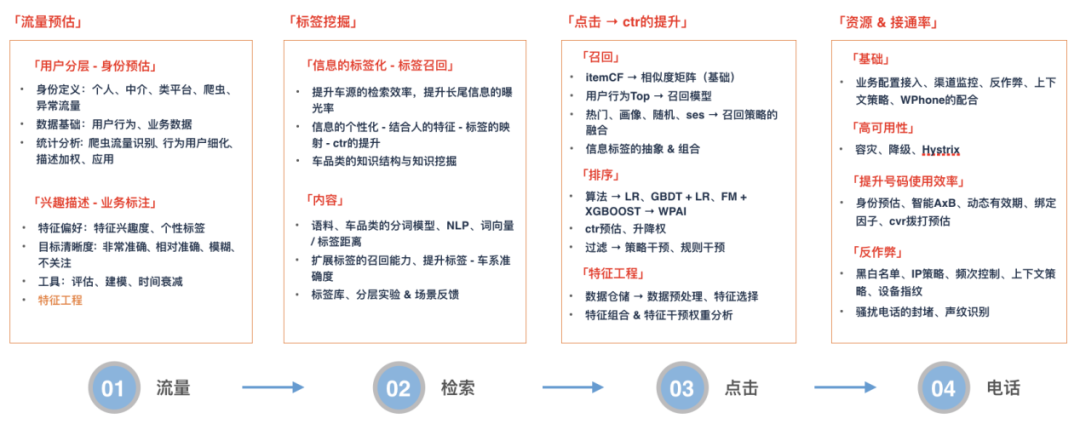 「流量预估」
「用户分层 - 身份预估」
• 身份定义：个人、中介、类平台、爬虫、
异常流量
• 数据基础：用户行为、业务数据
• 统计分析: 爬虫流量识别、行为用户细化、
描述加权、应用
「兴趣描述 - 业务标注」
• 特征偏好：特征兴趣度、个性标签
• 目标清晰度: 非常准确、相对准确、模糊、
不关注
• 工具：评估、建模、时间衰减
• 特征工程
「标签挖掘」
「信息的标签化 - 标签召回」
• 提升车源的检索效率，提升长尾信息的曝
光率
• 信息的个性化 - 结合人的特征 - 标签的映
射 - ctr的提升
• 车品类的知识结构与知识挖掘
「内容」
• 语料、车品类的分词模型、NLP、词向量
/ 标签距离
• 扩展标签的召回能力、提升标签 - 车系准
确度
• 标签库、分层实验 & 场景反馈
「点击 → ctr的提升」
「召回」
• itemCF → 相似度矩阵（基础）
• 用户行为Top → 召回模型
• 热门、画像、随机、ses → 召回策略的
融合
• 信息标签的抽象 & 组合
「排序」
• 算法 → LR、GBDT + LR、FM +
XGBOOST → WPAI
• ctr预估、升降权
• 过滤 → 策略干预、规则干预
「特征工程」
• 数据仓储 → 数据预处理、特征选择
• 特征组合 & 特征干预权重分析
「资源 & 接通率」
「基础」
• 业务配置接入、渠道监控、反作弊、上下
文策略、WPhone的配合
「高可用性」
• 容灾、降级、Hystrix
「提升号码使用效率」
• 身份预估、智能AxB、动态有效期、绑定
因子、cvr拨打预估
「反作弊」
• 黑白名单、IP策略、频次控制、上下文策
略、设备指纹
• 骚扰电话的封堵、声纹识别
01 流量
02 检索
03 点击
04 电话